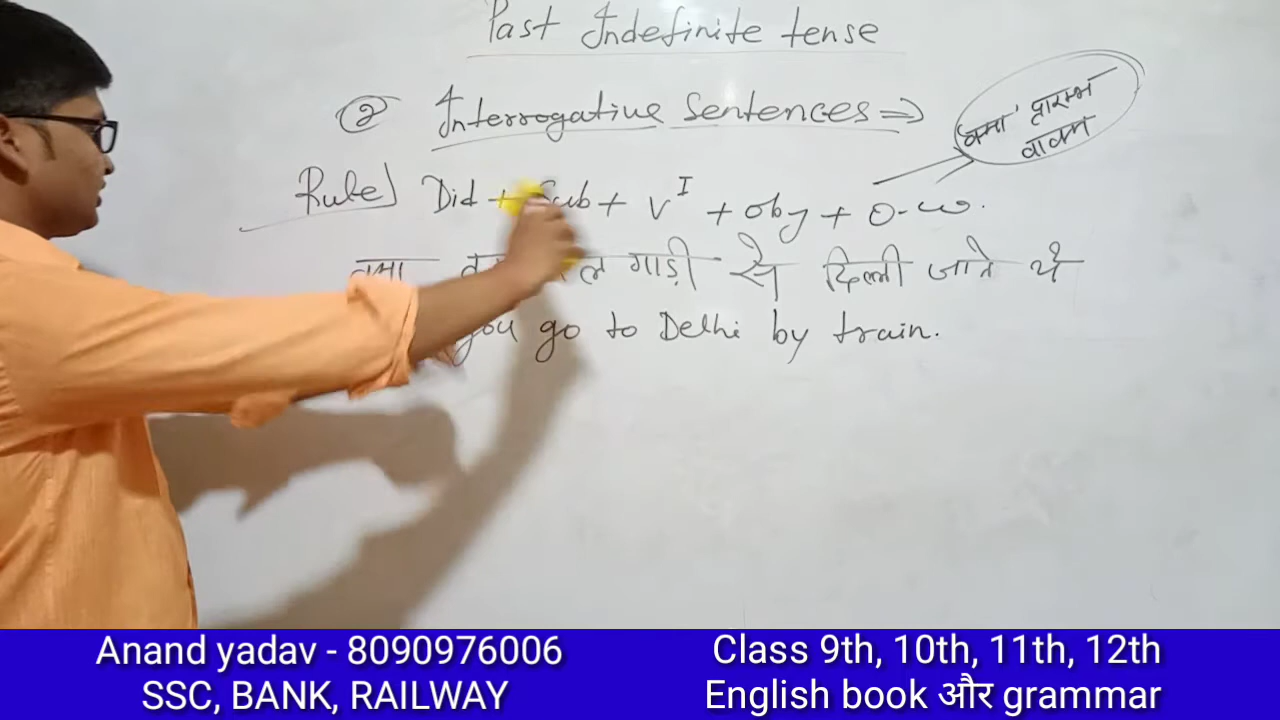 Past Indefinite tense
② Interrogative Sentences ⇒
'क्या' प्रारम्भ
वाक्य
Rule) Did + Sub + V^I + obj + O.w.
क्या गाड़ी से दिल्ली जाते थे
you go to Delhi by train.
Anand yadav - 8090976006
SSC, BANK, RAILWAY
Class 9th, 10th, 11th, 12th
English book और grammar